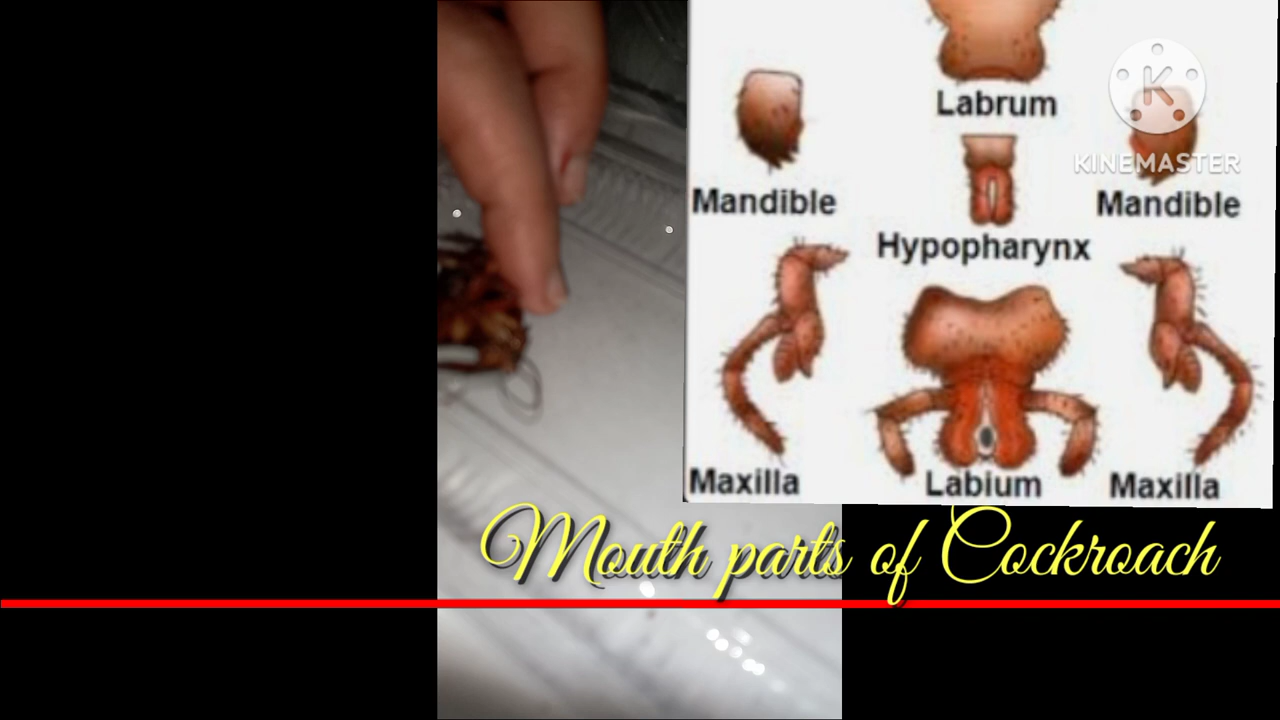 Labrum
K
KINEMASTER
Mandible
Mandible
Hypopharynx
Maxilla
Labium
Maxilla
Mouth parts of Cockroach